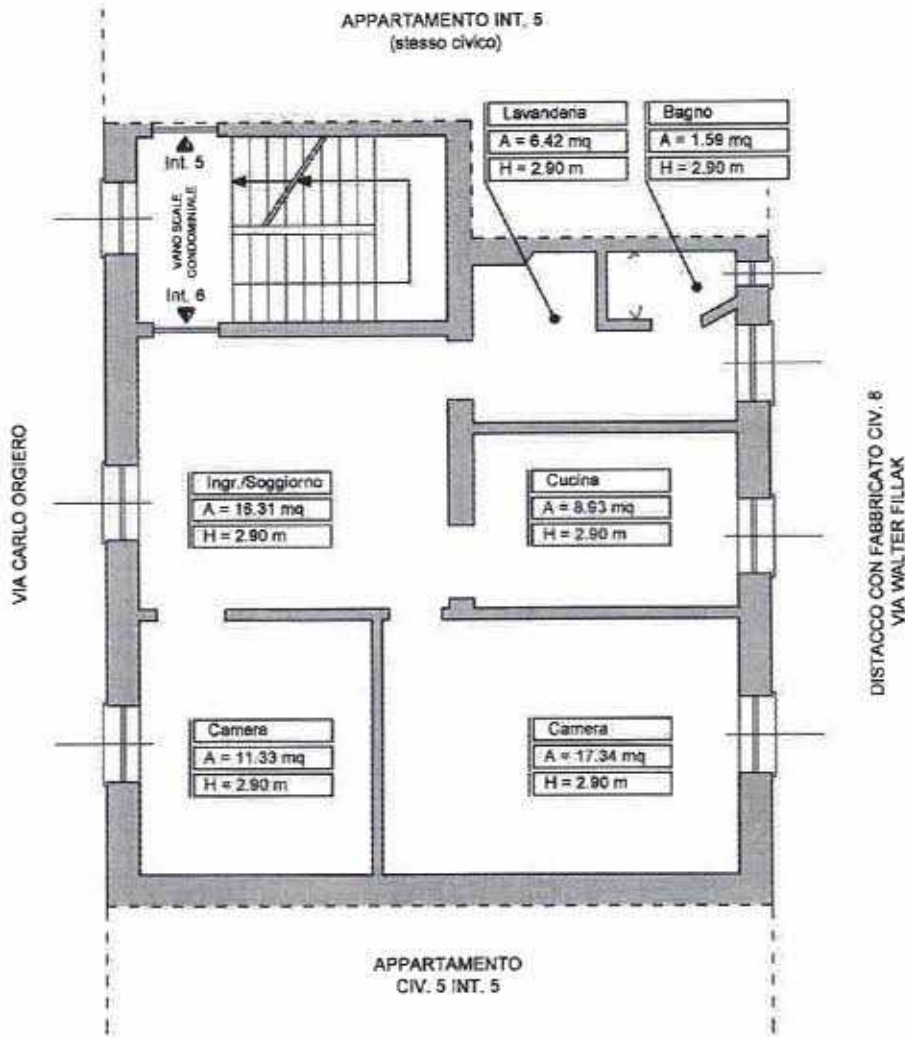 APPARTAMENTO INT. 5
(stesso civico)
Lavanderia
A = 6.42 mq
H = 2.90 m
Bagno
A = 1.59 mq
H = 2.90 m
Int. 5
VANO SCALE
CONDOMINIALE
Int. 6
VIA CARLO ORGIERO
Ingr./Soggiorno
A = 16.31 mq
H = 2.90 m
Cucina
A = 8.93 mq
H = 2.90 m
DISTACCO CON FABBRICATO CIV. 8
VIA WALTER FILLAK
Camera
A = 11.33 mq
H = 2.90 m
Camera
A = 17.34 mq
H = 2.90 m
APPARTAMENTO
CIV. 5 INT. 5